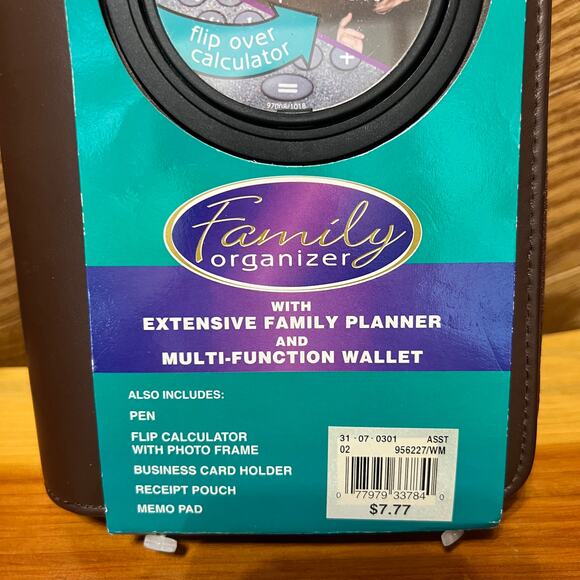 flip over
calculator
+
=
97008/1018
Family
organizer
WITH
EXTENSIVE FAMILY PLANNER
AND
MULTI-FUNCTION WALLET
ALSO INCLUDES:
PEN
FLIP CALCULATOR
WITH PHOTO FRAME
BUSINESS CARD HOLDER
RECEIPT POUCH
MEMO PAD
31-07-0301 ASST
02 956227/WM
0 77979 33784 0
$7.77